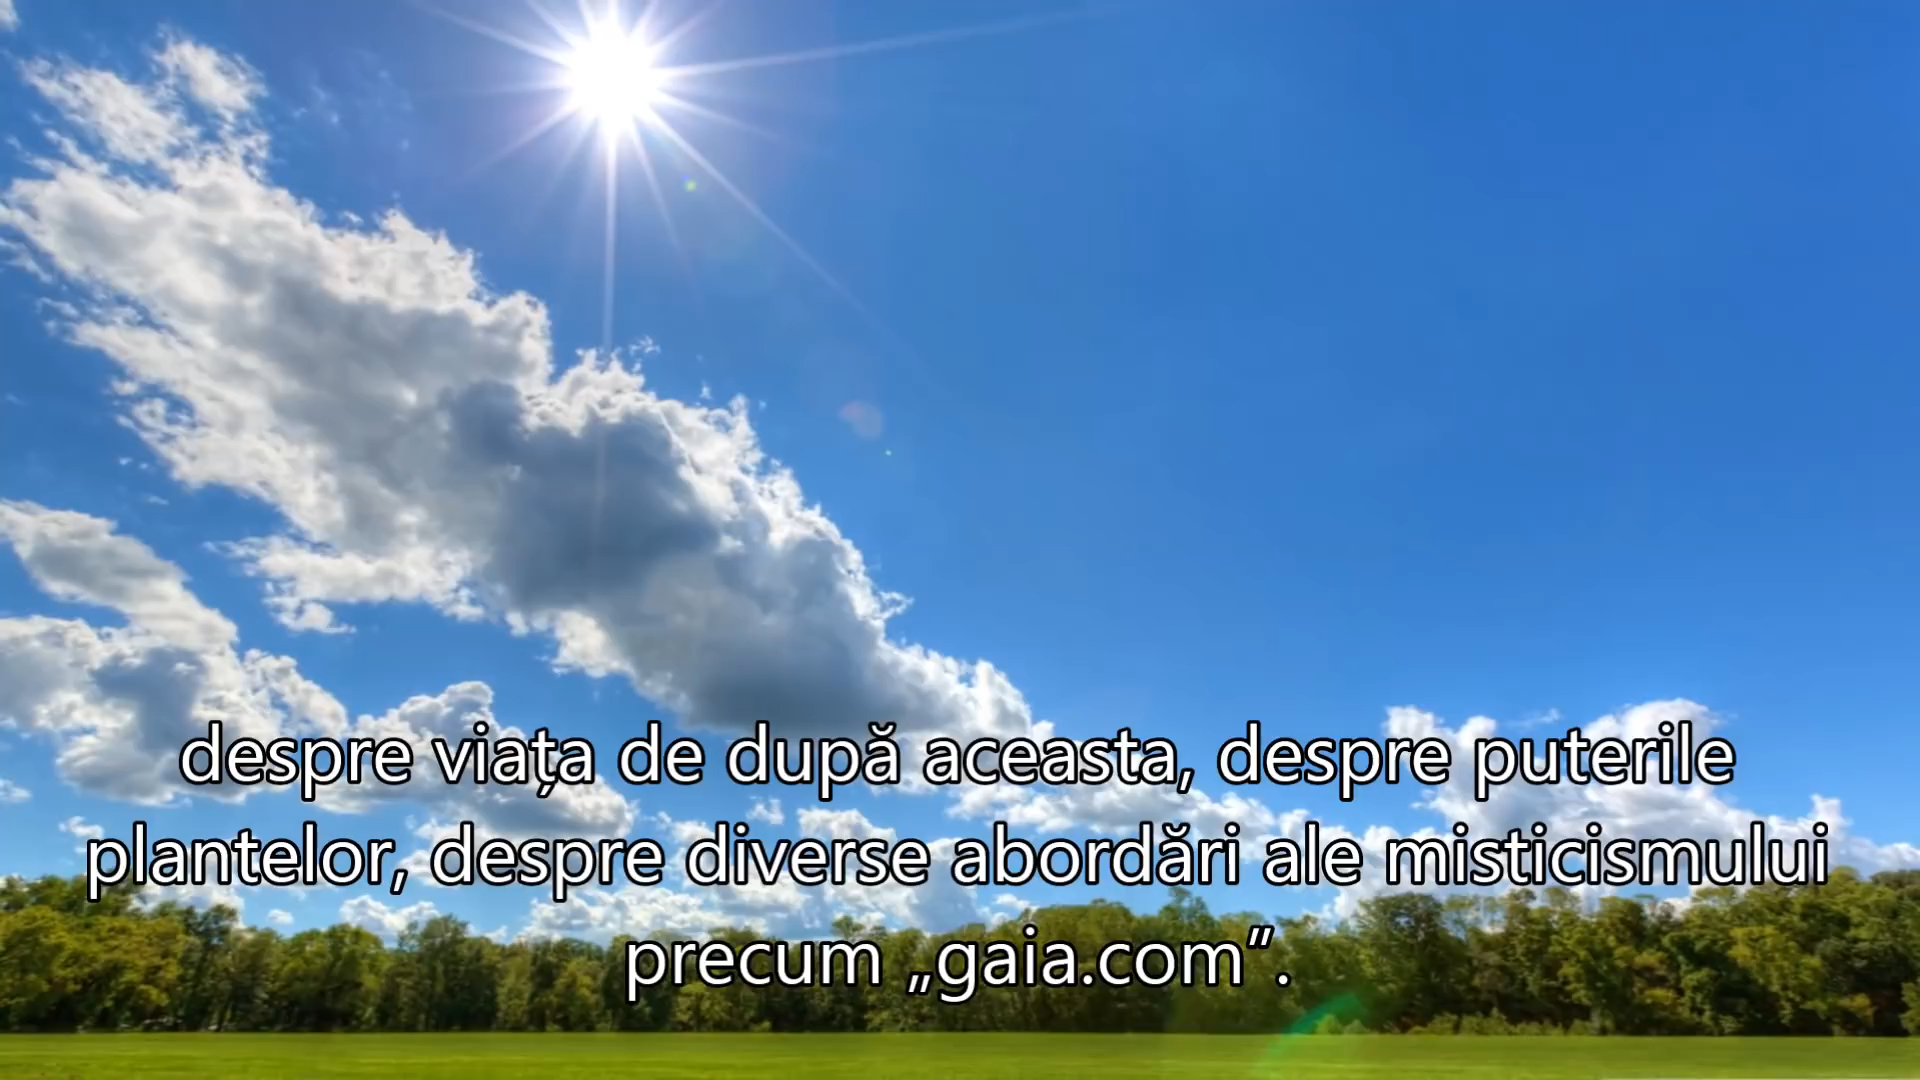 despre viața de după aceasta, despre puterile
plantelor, despre diverse abordări ale misticismului
precum „gaia.com”.